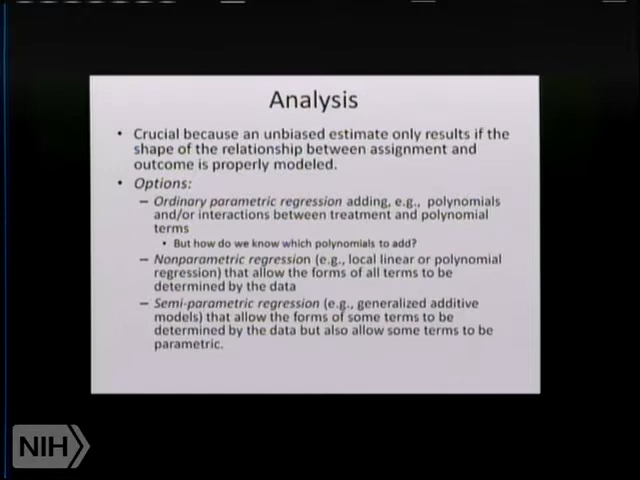 Analysis
• Crucial because an unbiased estimate only results if the
shape of the relationship between assignment and
outcome is properly modeled.
• Options:
– Ordinary parametric regression adding, e.g., polynomials
and/or interactions between treatment and polynomial
terms
• But how do we know which polynomials to add?
– Nonparametric regression (e.g., local linear or polynomial
regression) that allow the forms of all terms to be
determined by the data
– Semi-parametric regression (e.g., generalized additive
models) that allow the forms of some terms to be
determined by the data but also allow some terms to be
parametric.
NIH